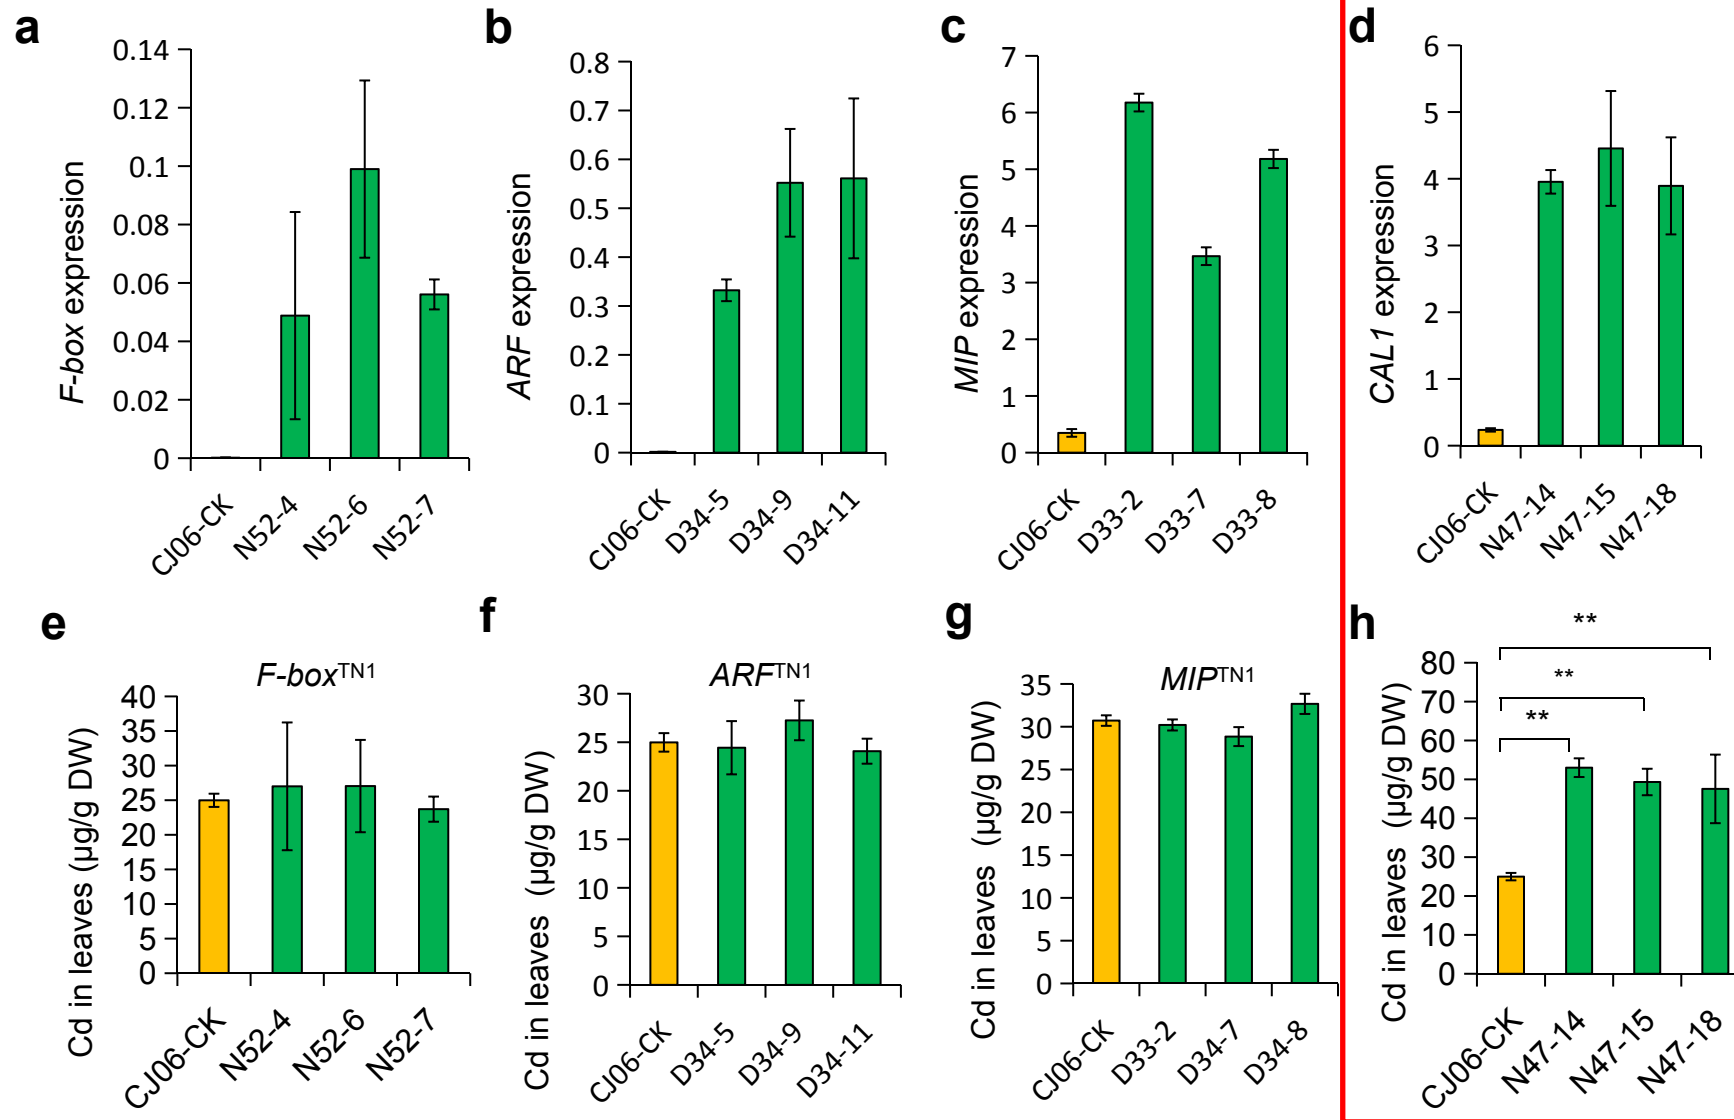 a
F-box expression
0.14
0.12
0.1
0.08
0.06
0.04
0.02
0
CJ06-CK
N52-4
N52-6
N52-7
b
ARF expression
0.8
0.7
0.6
0.5
0.4
0.3
0.2
0.1
0
CJ06-CK
D34-5
D34-9
D34-11
c
MIP expression
7
6
5
4
3
2
1
0
CJ06-CK
D33-2
D33-7
D33-8
d
CAL1 expression
6
5
4
3
2
1
0
CJ06-CK
N47-14
N47-15
N47-18
e
F-boxTN1
Cd in leaves (µg/g DW)
40
35
30
25
20
15
10
5
0
CJ06-CK
N52-4
N52-6
N52-7
f
ARFTN1
Cd in leaves (µg/g DW)
30
25
20
15
10
5
0
CJ06-CK
D34-5
D34-9
D34-11
g
MIPTN1
Cd in leaves (µg/g DW)
35
30
25
20
15
10
5
0
CJ06-CK
D33-2
D34-7
D34-8
h
**
**
**
Cd in leaves (µg/g DW)
80
70
60
50
40
30
20
10
0
CJ06-CK
N47-14
N47-15
N47-18